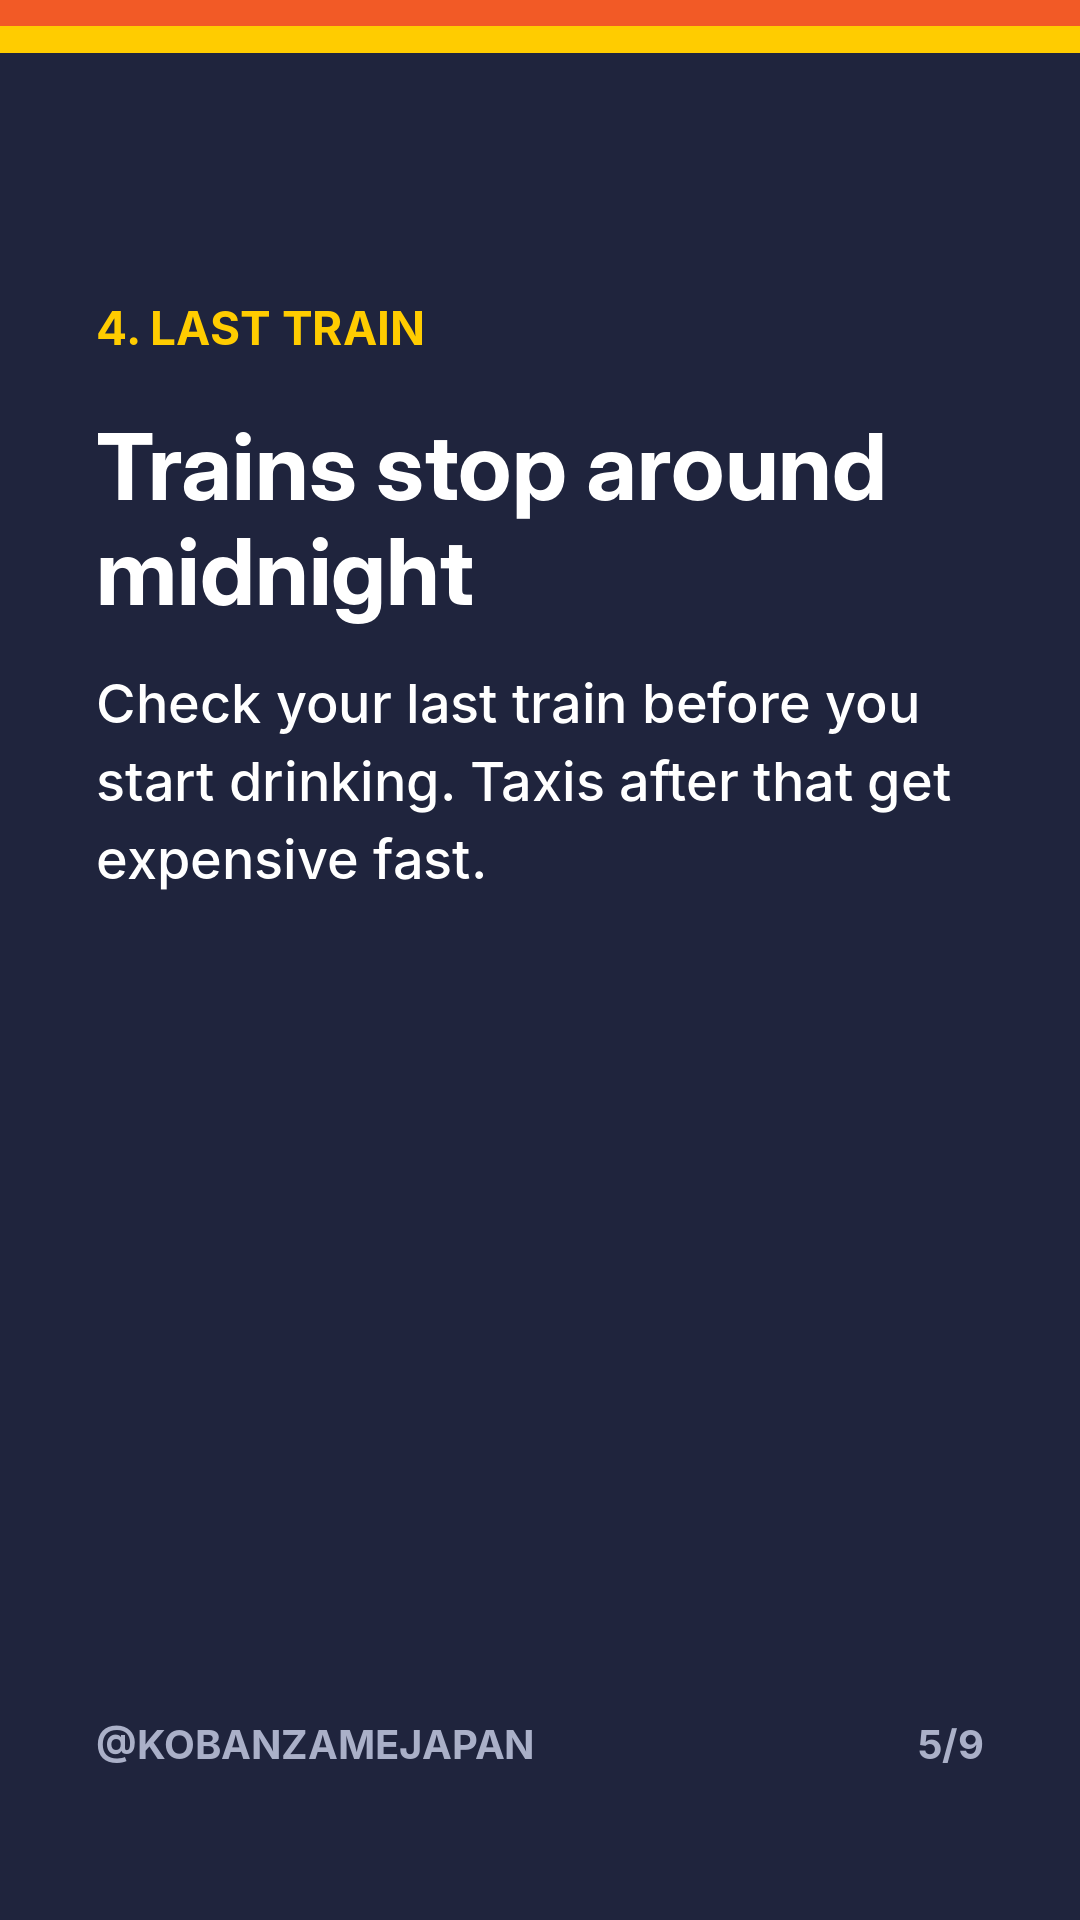 4. LAST TRAIN
Trains stop around
midnight
Check your last train before you
start drinking. Taxis after that get
expensive fast.
@KOBANZAMEJAPAN
5/9